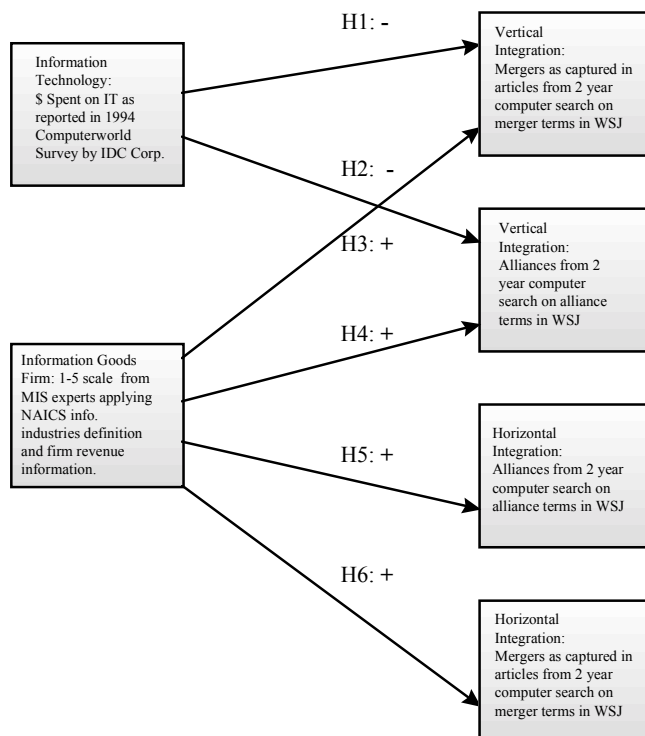 H1: -
Information
Technology:
$ Spent on IT as
reported in 1994
Computerworld
Survey by IDC Corp.
Vertical
Integration:
Mergers as captured in
articles from 2 year
computer search on
merger terms in WSJ
H2: -
H3: +
Vertical
Integration:
Alliances from 2
year computer
search on alliance
terms in WSJ
H4: +
Information Goods
Firm: 1-5 scale from
MIS experts applying
NAICS info.
industries definition
and firm revenue
information.
H5: +
Horizontal
Integration:
Alliances from 2 year
computer search on
alliance terms in WSJ
H6: +
Horizontal
Integration:
Mergers as captured in
articles from 2 year
computer search on
merger terms in WSJ